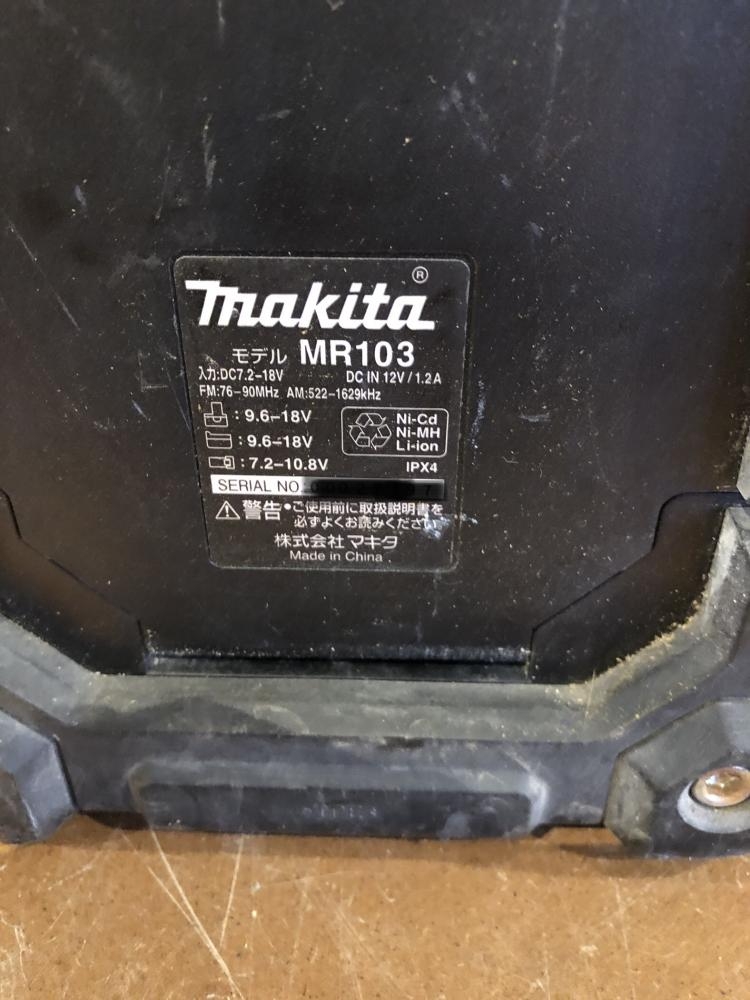 makita®
モデル MR103
入力:DC7.2-18V DC IN 12V/1.2A
FM:76-90MHz AM:522-1629kHz
:9.6-18V
:9.6-18V
:7.2-10.8V
Ni-Cd
Ni-MH
Li-ion
IPX4
SERIAL NO
警告•ご使用前に取扱説明書を
必ずよくお読みください
株式会社マキタ
Made in China